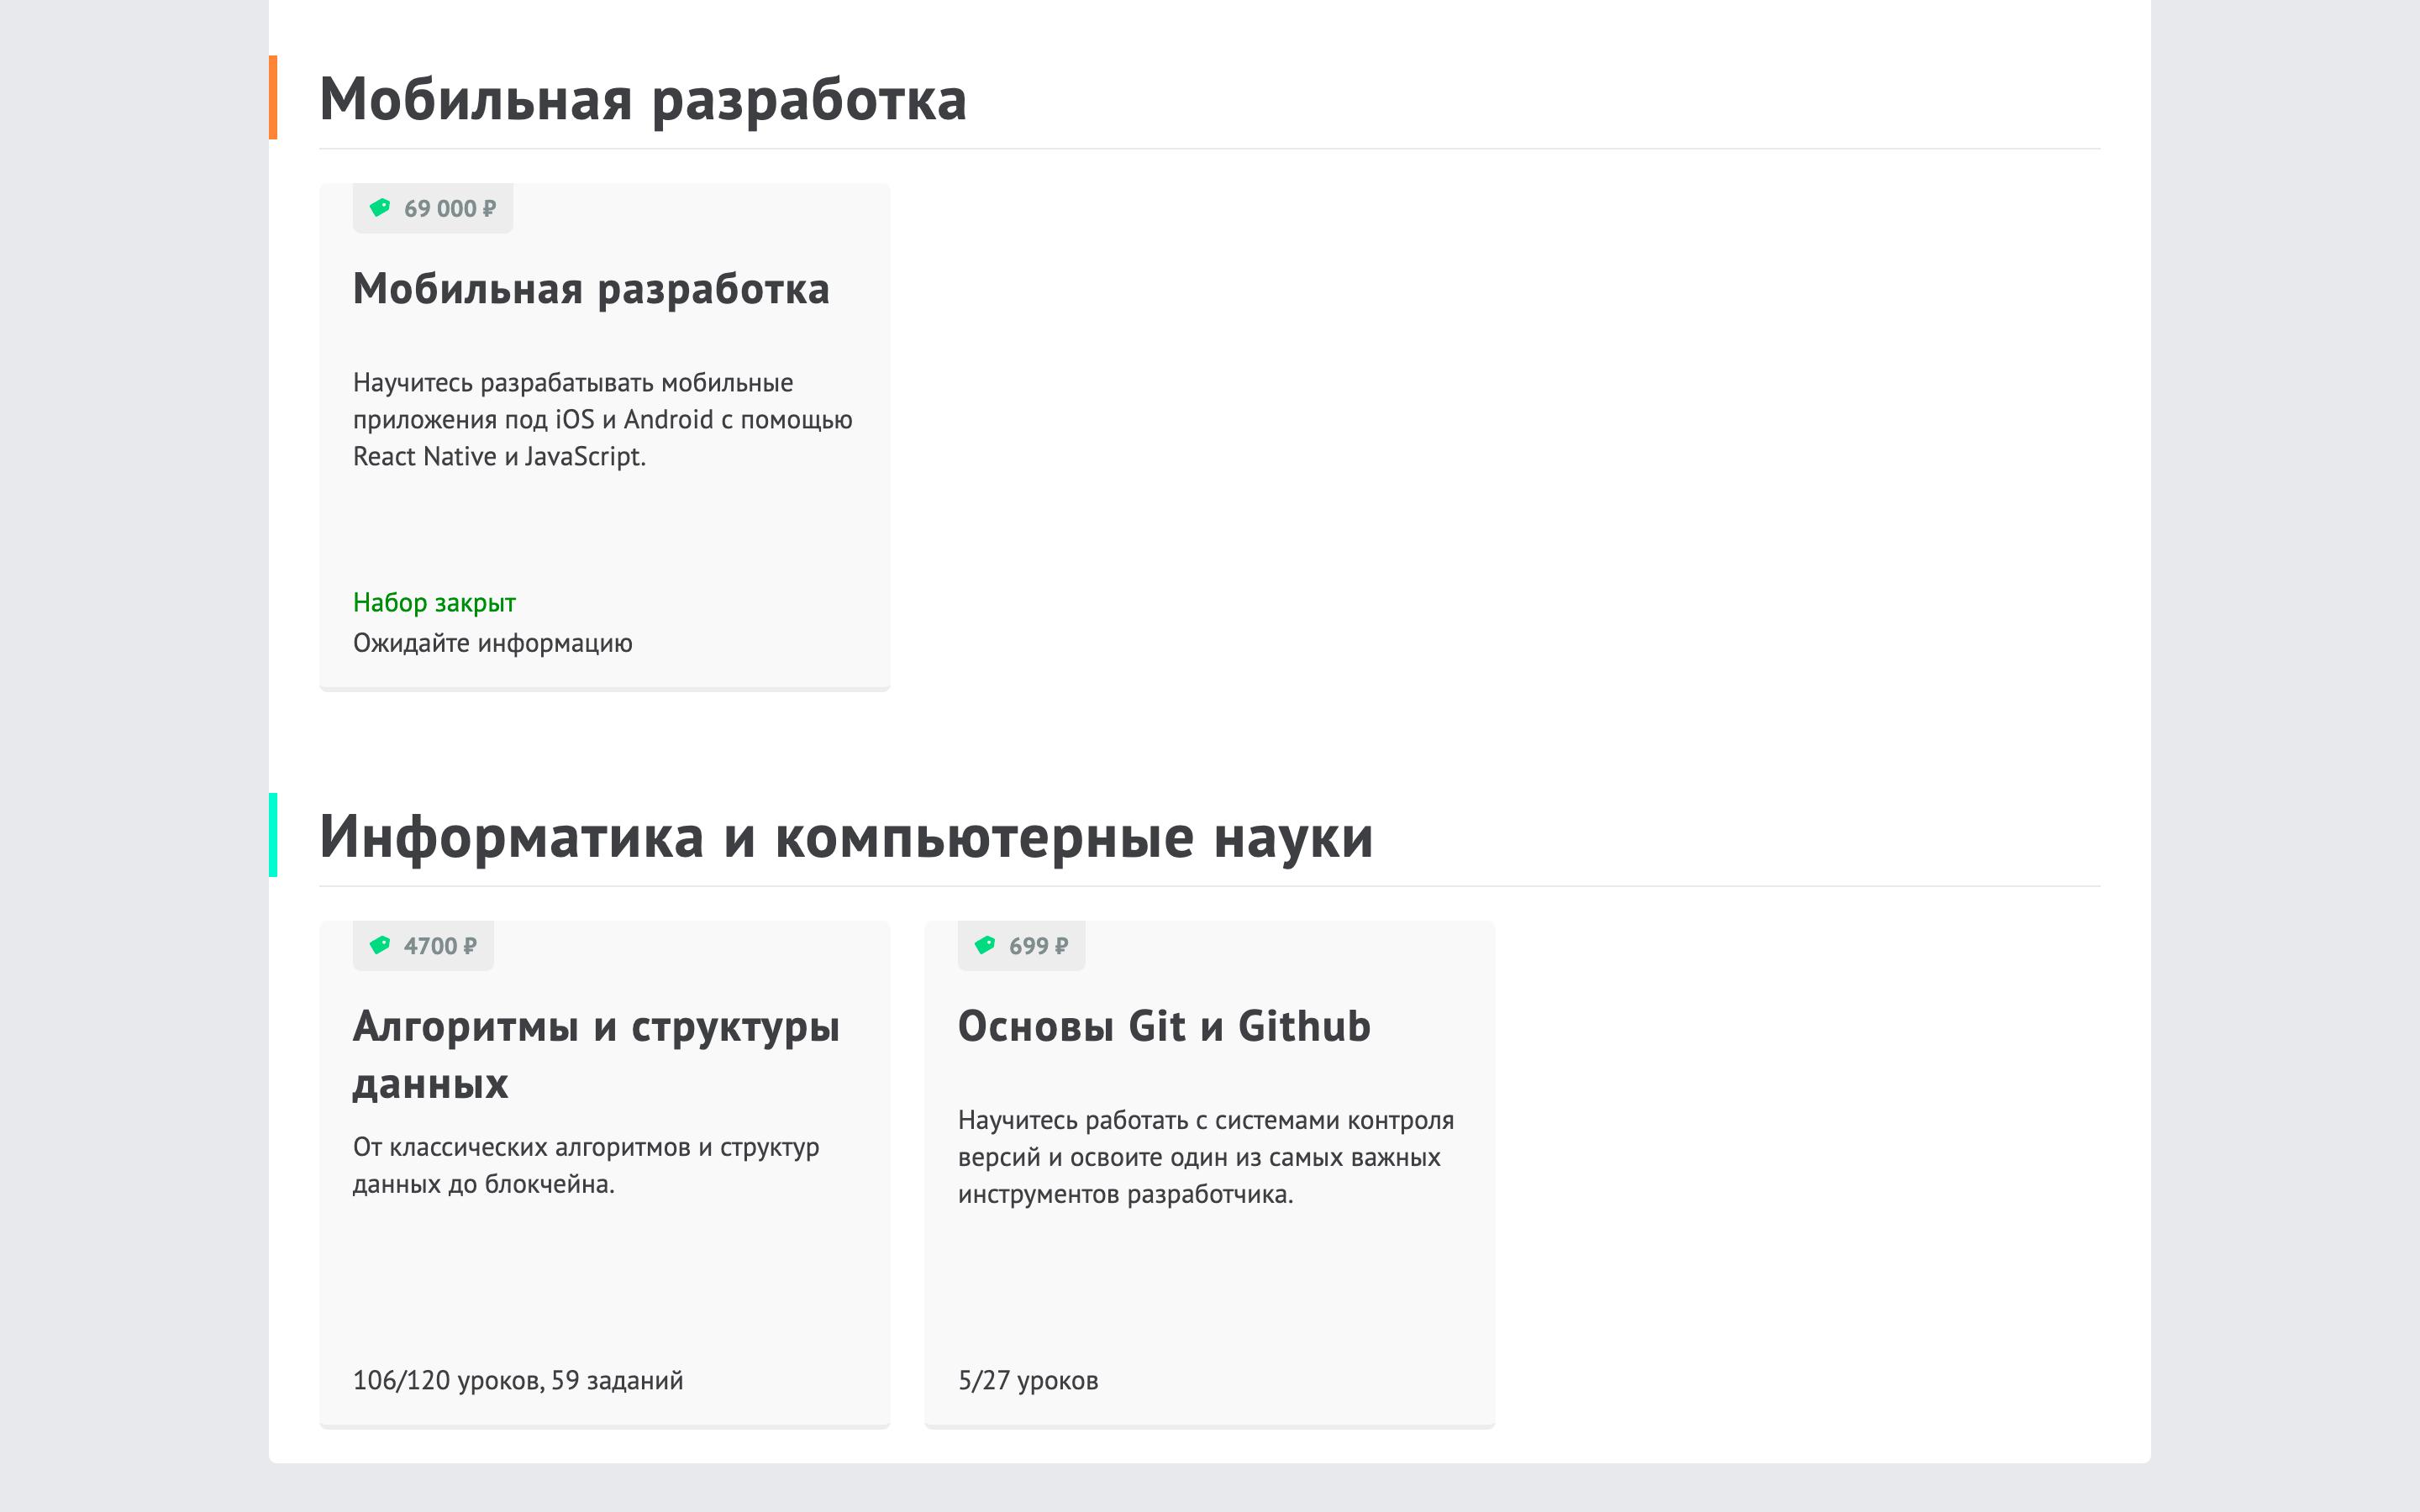 Мобильная разработка
69 000 ₽
Мобильная разработка
Научитесь разрабатывать мобильные
приложения под iOS и Android с помощью
React Native и JavaScript.
Набор закрыт
Ожидайте информацию
Информатика и компьютерные науки
4700 ₽
Алгоритмы и структуры
данных
От классических алгоритмов и структур
данных до блокчейна.
106/120 уроков, 59 заданий
699 ₽
Основы Git и Github
Научитесь работать с системами контроля
версий и освоите один из самых важных
инструментов разработчика.
5/27 уроков